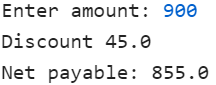 Enter amount: 900
Discount 45.0
Net payable: 855.0